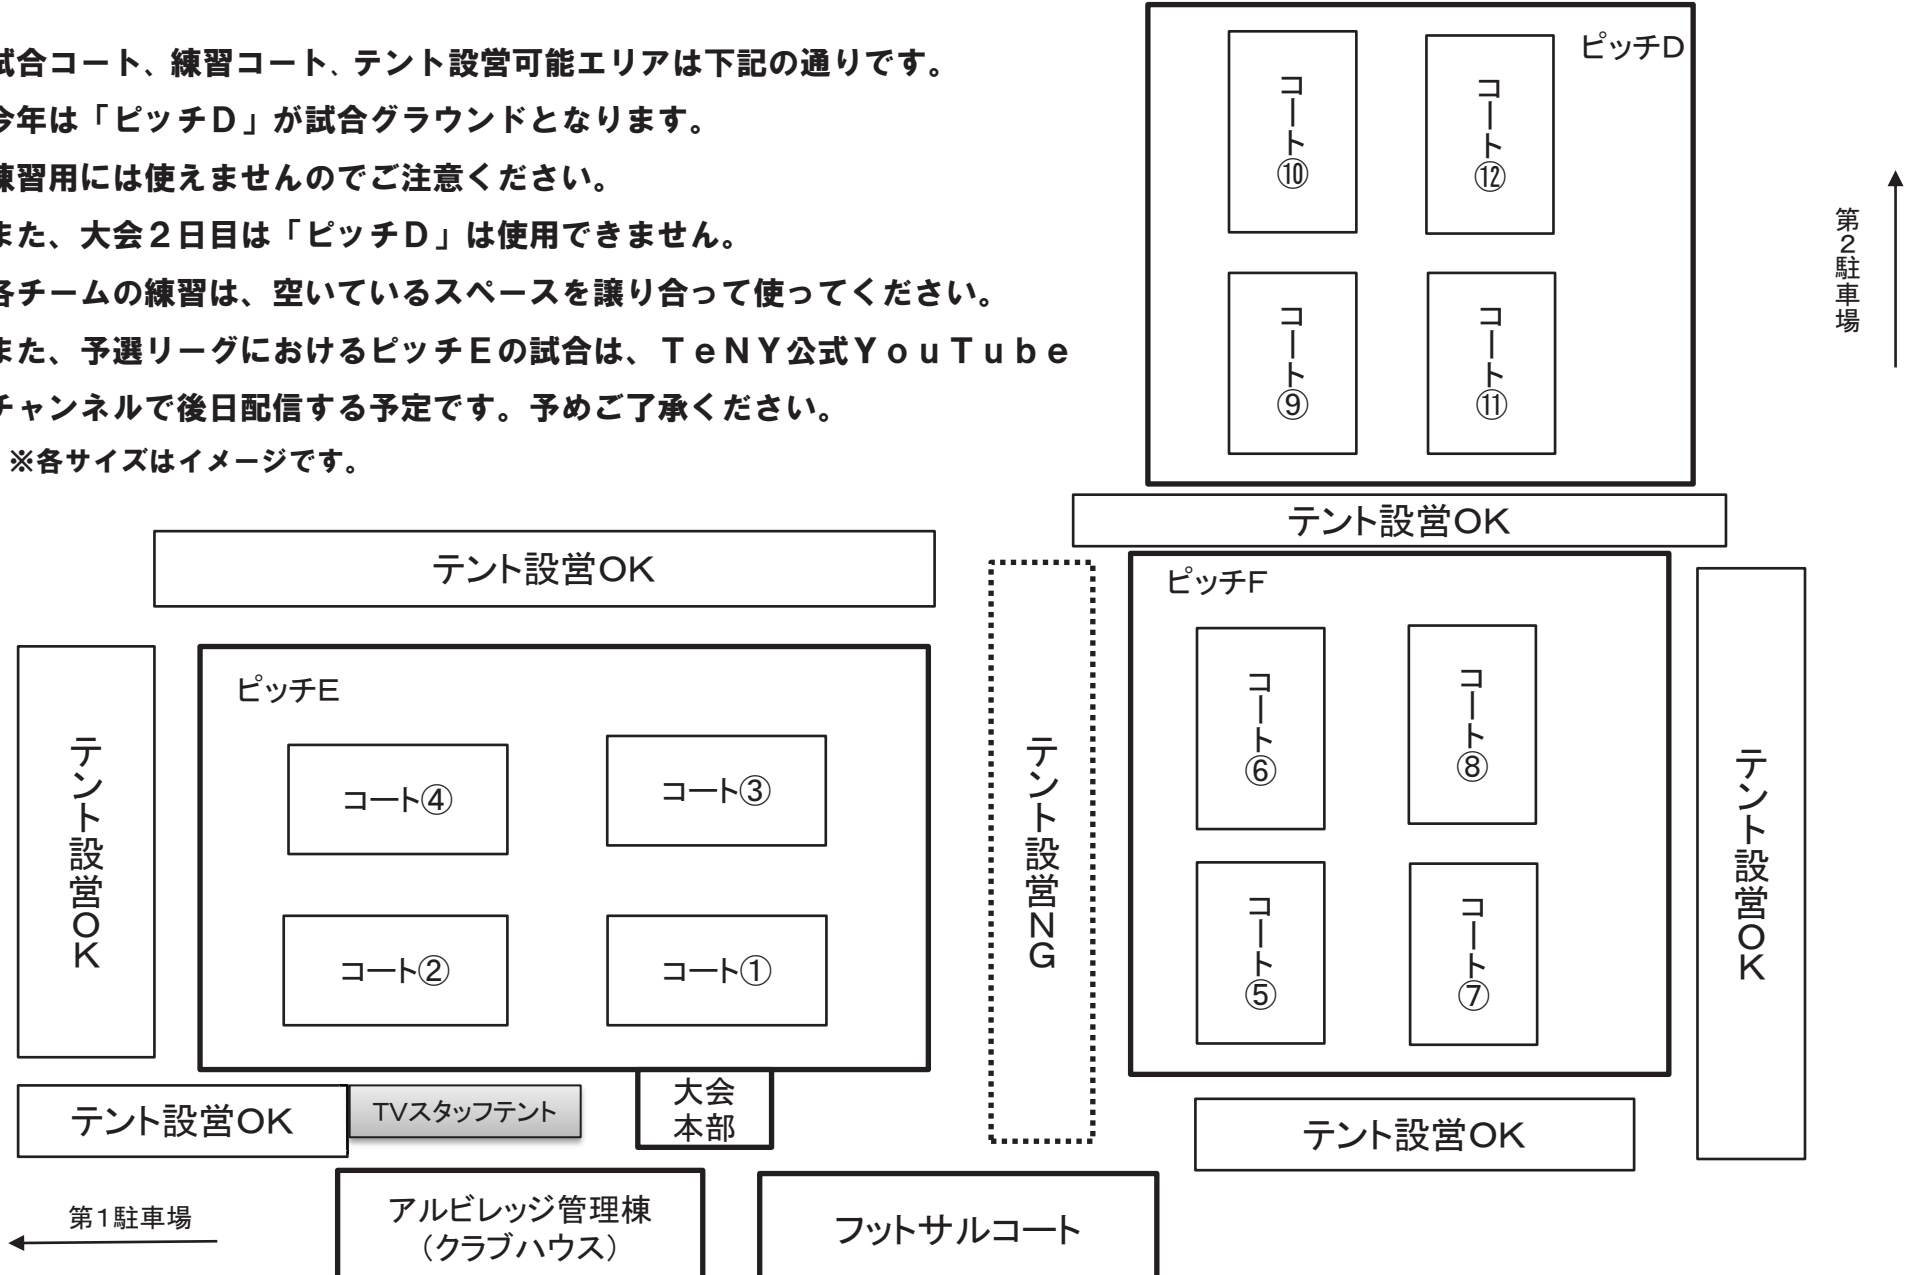 試合コート、練習コート、テント設営可能エリアは下記の通りです。
今年は「ピッチＤ」が試合グラウンドとなります。
練習用には使えませんのでご注意ください。
また、大会２日目は「ピッチＤ」は使用できません。
各チームの練習は、空いているスペースを譲り合って使ってください。
また、予選リーグにおけるピッチＥの試合は、ＴｅＮＹ公式ＹｏｕＴｕｂｅ
チャンネルで後日配信する予定です。予めご了承ください。
※各サイズはイメージです。
ピッチＤ
コート⑩
コート⑫
コート⑨
コート⑪
第２駐車場
テント設営ＯＫ
テント設営ＯＫ
テント設営ＯＫ
ピッチＥ
コート④
コート③
コート②
コート①
テント設営ＮＧ
ピッチＦ
コート⑥
コート⑧
コート⑤
コート⑦
テント設営ＯＫ
テント設営ＯＫ
TVスタッフテント
大会
本部
テント設営ＯＫ
第１駐車場
アルビレッジ管理棟
（クラブハウス）
フットサルコート